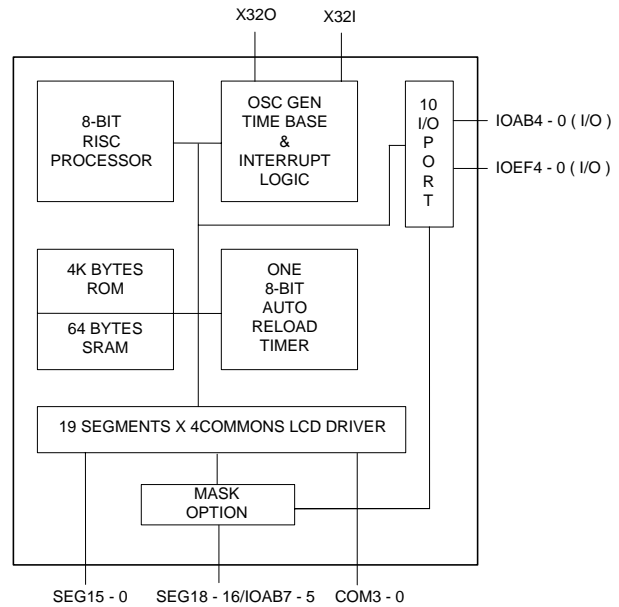 X32O
X32I
8-BIT
RISC
PROCESSOR
OSC GEN
TIME BASE
&
INTERRUPT
LOGIC
10
I/O
P
O
R
T
IOAB4 - 0 ( I/O )
IOEF4 - 0 ( I/O )
4K BYTES
ROM
64 BYTES
SRAM
ONE
8-BIT
AUTO
RELOAD
TIMER
19 SEGMENTS X 4COMMONS LCD DRIVER
MASK
OPTION
SEG15 - 0
SEG18 - 16/IOAB7 - 5
COM3 - 0